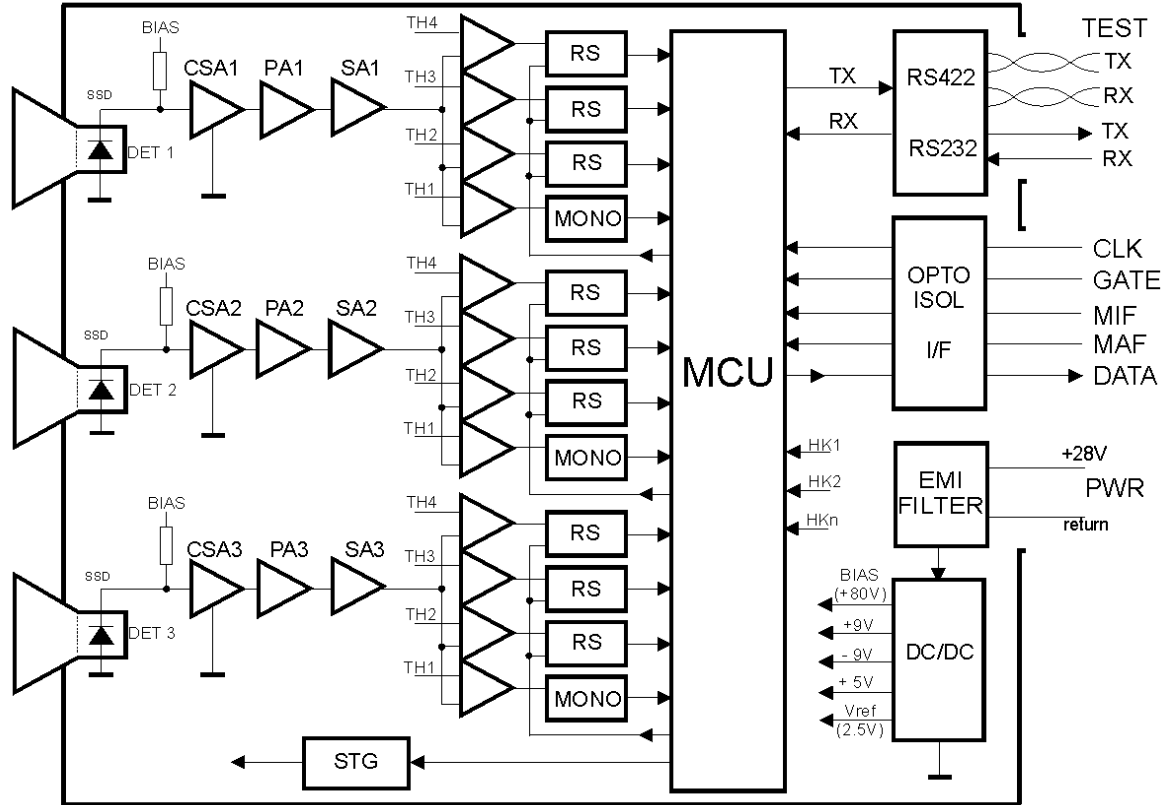 BIAS
SSD
DET 1
CSA1
PA1
SA1
TH4
TH3
TH2
TH1
RS
RS
RS
MONO
BIAS
SSD
DET 2
CSA2
PA2
SA2
TH4
TH3
TH2
TH1
RS
RS
RS
MONO
BIAS
SSD
DET 3
CSA3
PA3
SA3
TH4
TH3
TH2
TH1
RS
RS
RS
MONO
STG
MCU
TX
RX
RS422
RS232
TEST
TX
RX
TX
RX
OPTO
ISOL
I/F
CLK
GATE
MIF
MAF
DATA
HK1
HK2
HKn
EMI
FILTER
+28V
PWR
return
BIAS
(+80V)
+9V
- 9V
+ 5V
Vref
(2.5V)
DC/DC